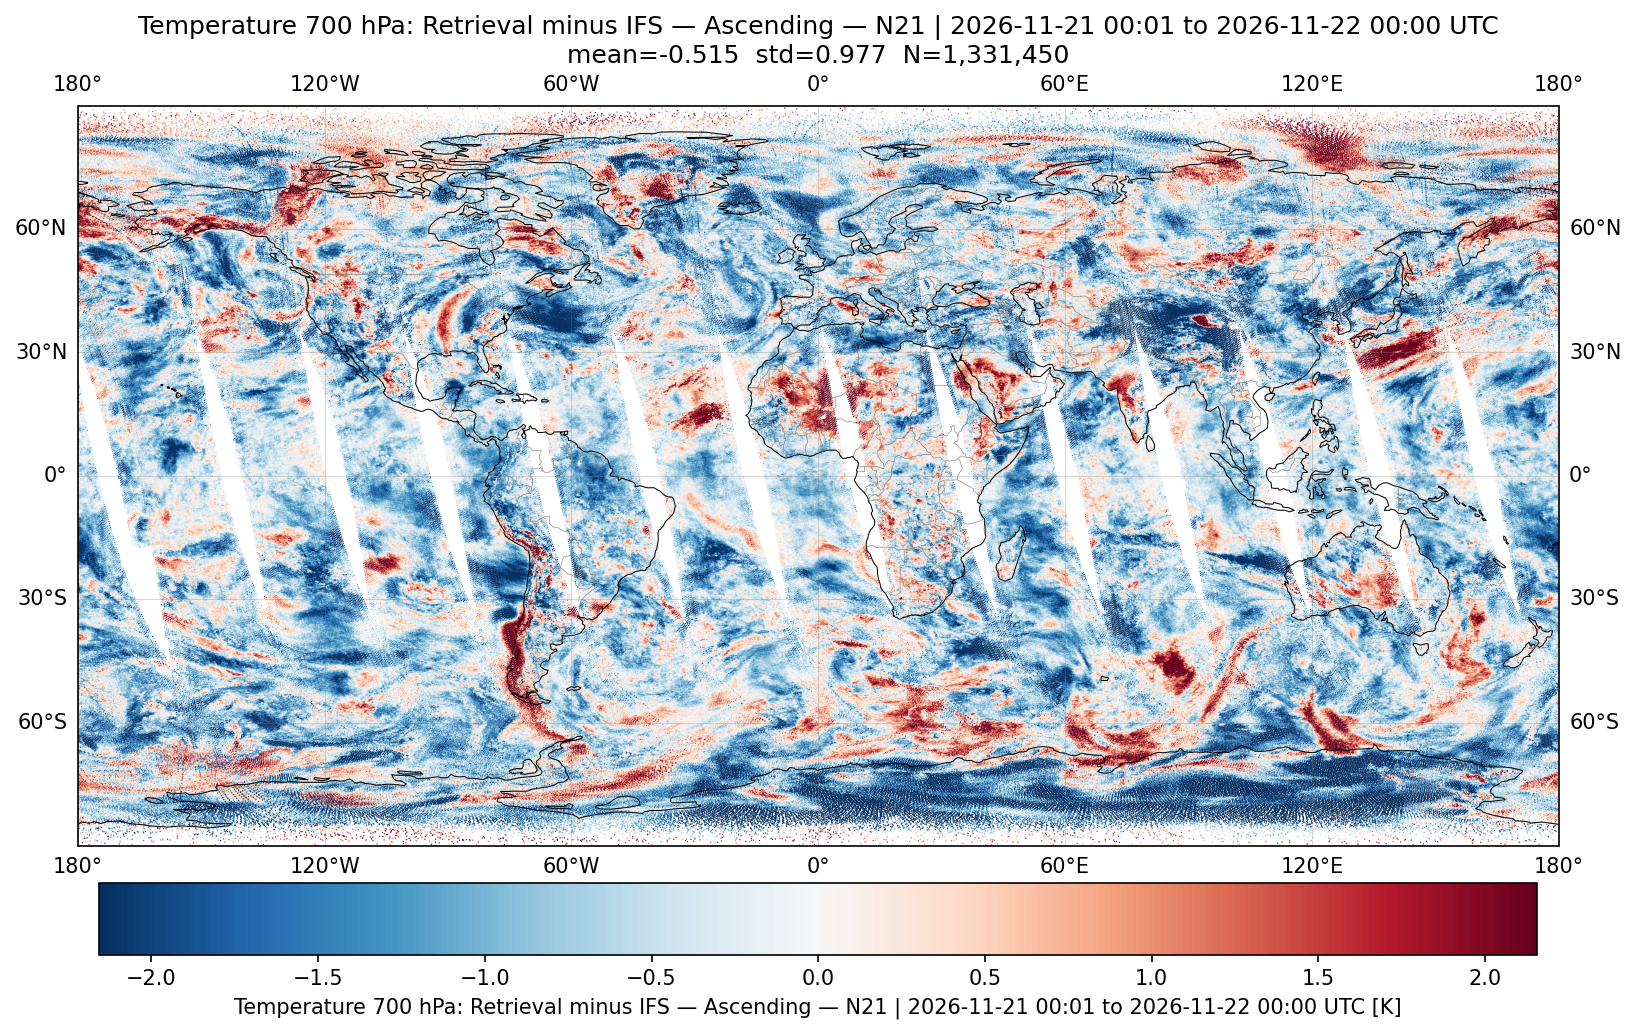 Temperature 700 hPa: Retrieval minus IFS — Ascending — N21 | 2026-11-21 00:01 to 2026-11-22 00:00 UTC
mean=-0.515  std=0.977  N=1,331,450
180° 120°W 60°W 0° 60°E 120°E 180°
60°N 60°N
30°N 30°N
0° 0°
30°S 30°S
60°S 60°S
180° 120°W 60°W 0° 60°E 120°E 180°
−2.0 −1.5 −1.0 −0.5 0.0 0.5 1.0 1.5 2.0
Temperature 700 hPa: Retrieval minus IFS — Ascending — N21 | 2026-11-21 00:01 to 2026-11-22 00:00 UTC [K]